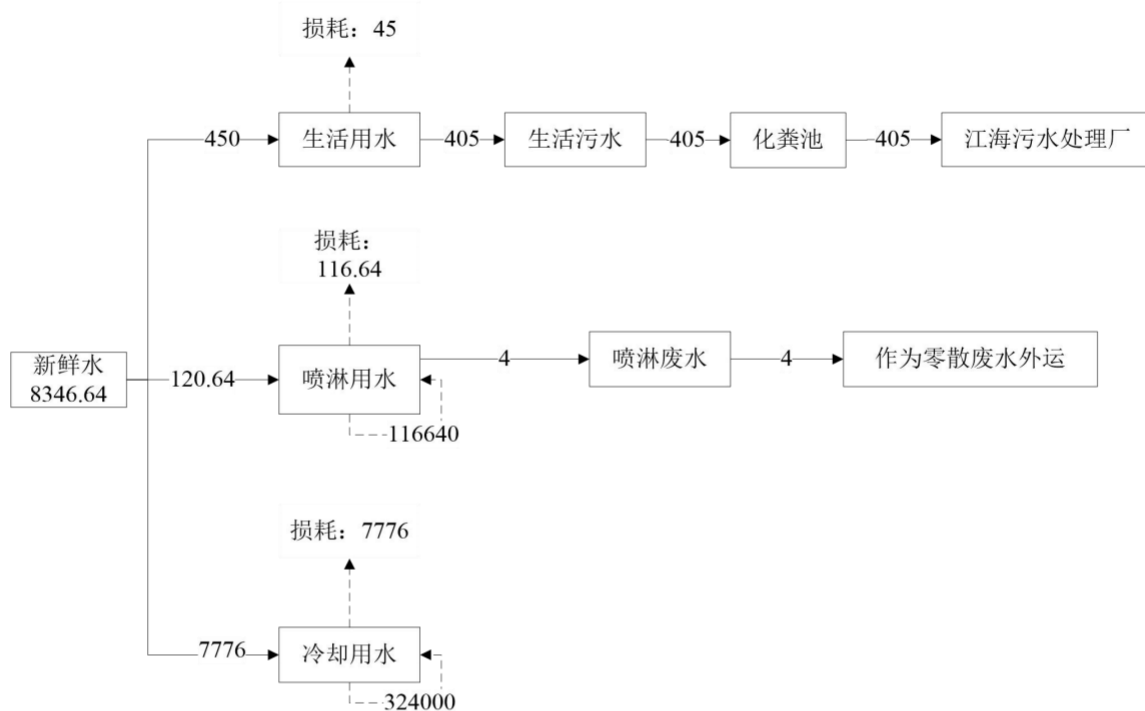 损耗：45
450
生活用水
405
生活污水
405
化粪池
405
江海污水处理厂
损耗：
116.64
新鲜水
8346.64
120.64
喷淋用水
4
喷淋废水
4
作为零散废水外运
116640
损耗：7776
7776
冷却用水
324000